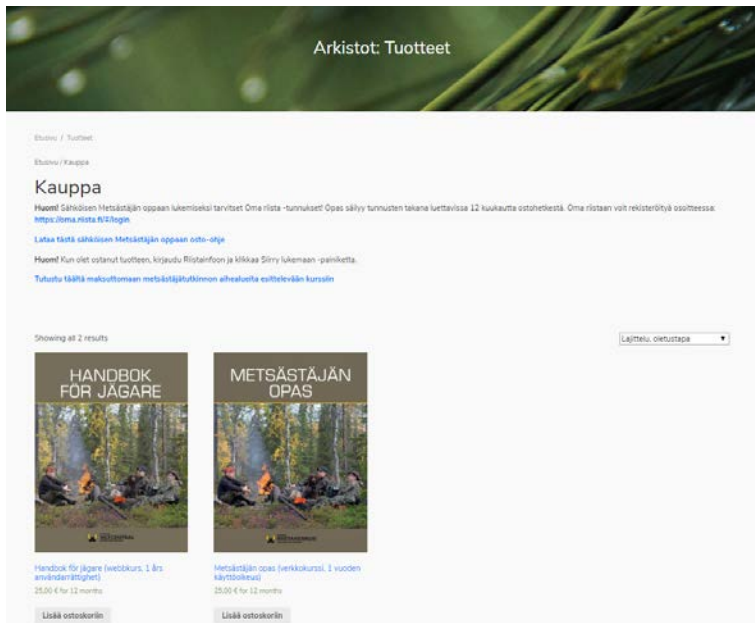 Arkistot: Tuotteet
Etusivu / Tuotteet
Etusivu / Kauppa
Kauppa
Huom! Sähköisen Metsästäjän oppaan lukemiseksi tarvitset Oma riista -tunnukset! Opas säilyy tunnusten takana luettavissa 12 kuukautta ostohetkestä. Oma riistaan voit rekisteröityä osoitteessa:
https://oma.riista.fi/#/login
Lataa tästä sähköisen Metsästäjän oppaan osto-ohje
Huom! Kun olet ostanut tuotteen, kirjaudu Riistainfoon ja klikkaa Siirry lukemaan -painiketta.
Tutustu täältä maksuttomaan metsästäjätutkinnon aihealueita esittelevään kurssiin
Showing all 2 results
Lajittelu, oletustapa
HANDBOK
FÖR JÄGARE
METSÄSTÄJÄN
OPAS
Handbok för jägare (webbkurs, 1 års
användarrättighet)
25,00 € for 12 months
Lisää ostoskoriin
Metsästäjän opas (verkkokurssi, 1 vuoden
käyttöoikeus)
25,00 € for 12 months
Lisää ostoskoriin